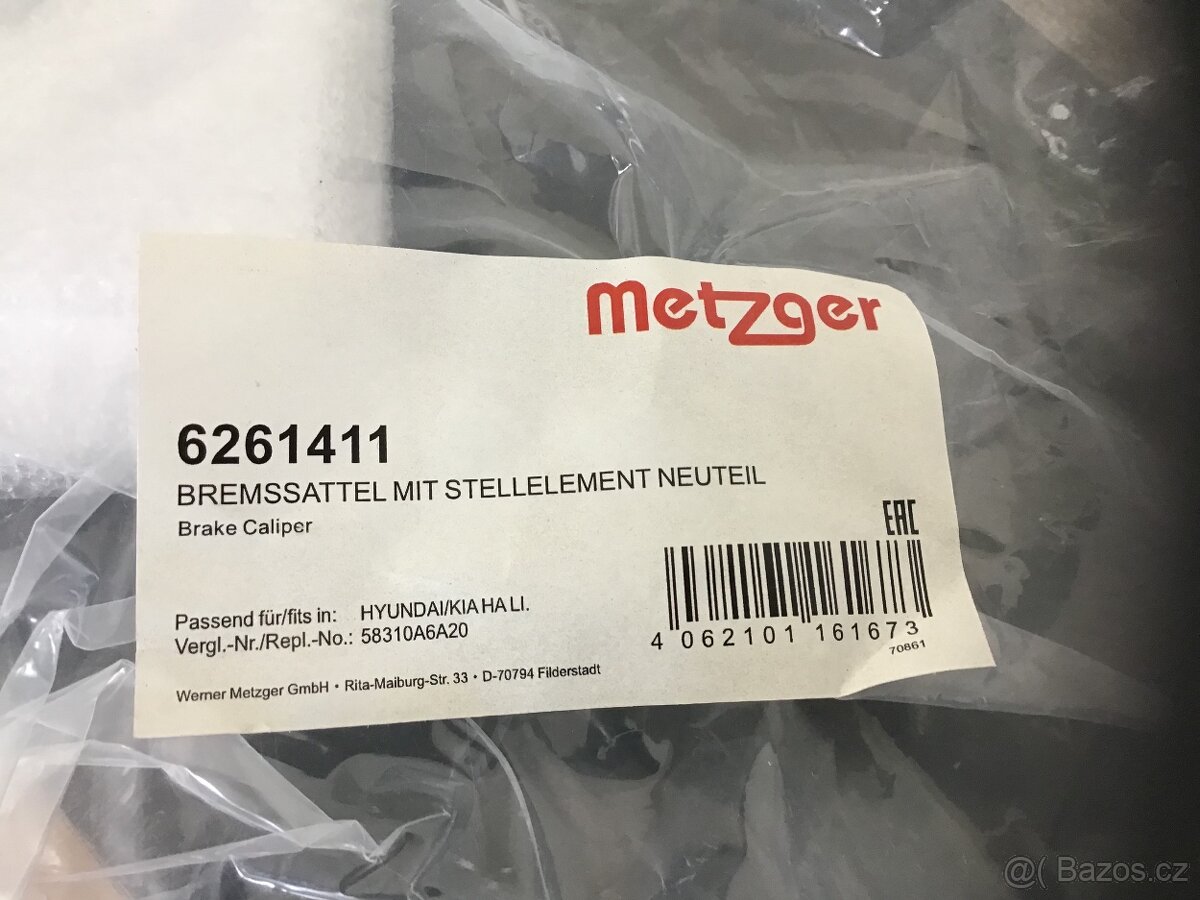 metzger
6261411
BREMSSATTEL MIT STELLELEMENT NEUTEIL
Brake Caliper
EAC
Passend für/fits in: HYUNDAI/KIA HA LI.
Vergl.-Nr./Repl.-No.: 58310A6A20
4 062101 161673
70861
Werner Metzger GmbH • Rita-Maiburg-Str. 33 • D-70794 Filderstadt
@( Bazos.cz